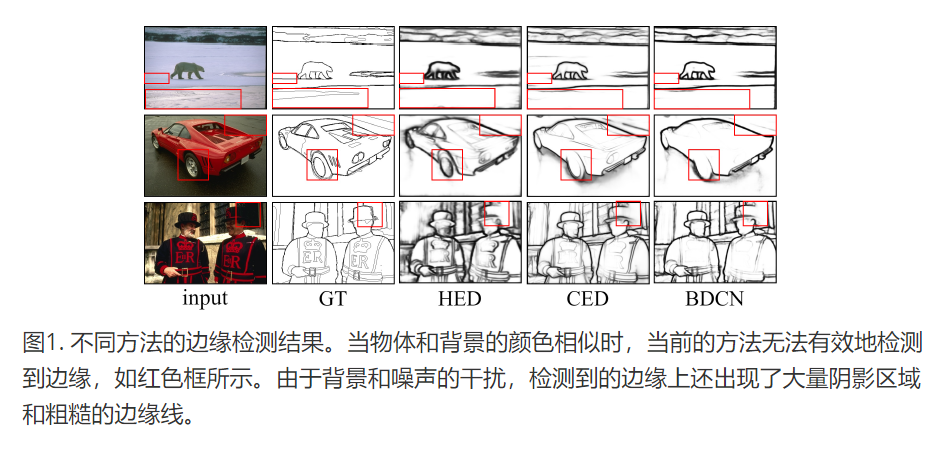 input GT HED CED BDCN
图1. 不同方法的边缘检测结果。当物体和背景的颜色相似时，当前的方法无法有效地检测
到边缘，如红色框所示。由于背景和噪声的干扰，检测到的边缘上还出现了大量阴影区域
和粗糙的边缘线。